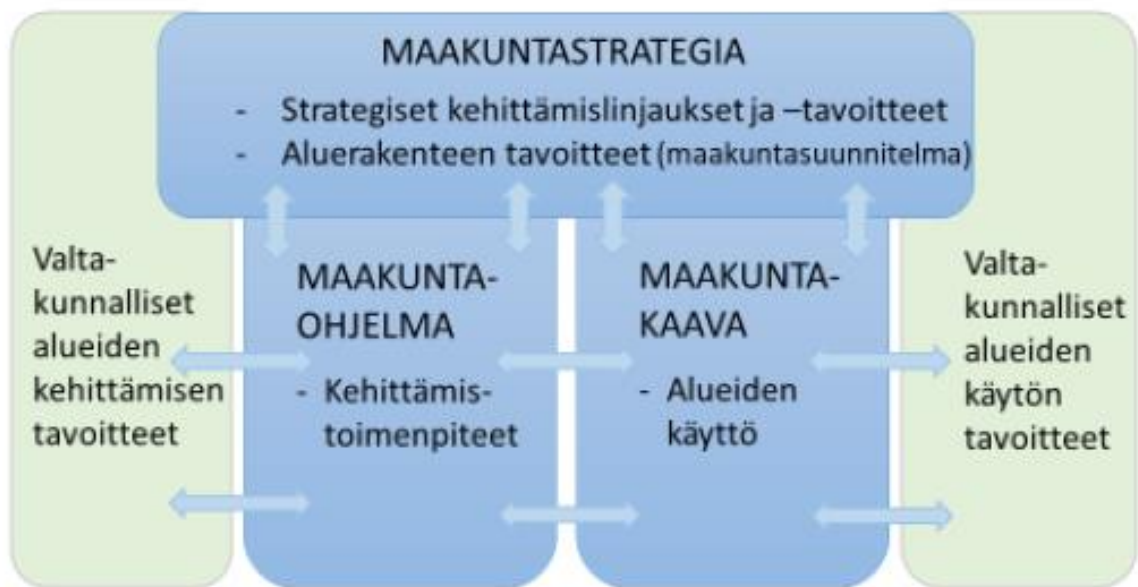 MAAKUNTASTRATEGIA
- Strategiset kehittämislinjaukset ja –tavoitteet
- Aluerakenteen tavoitteet (maakuntasuunnitelma)
Valta-
kunnalliset
alueiden
kehittämisen
tavoitteet
MAAKUNTA-
OHJELMA
- Kehittämis-
toimenpiteet
MAAKUNTA-
KAAVA
- Alueiden
käyttö
Valta-
kunnalliset
alueiden
käytön
tavoitteet